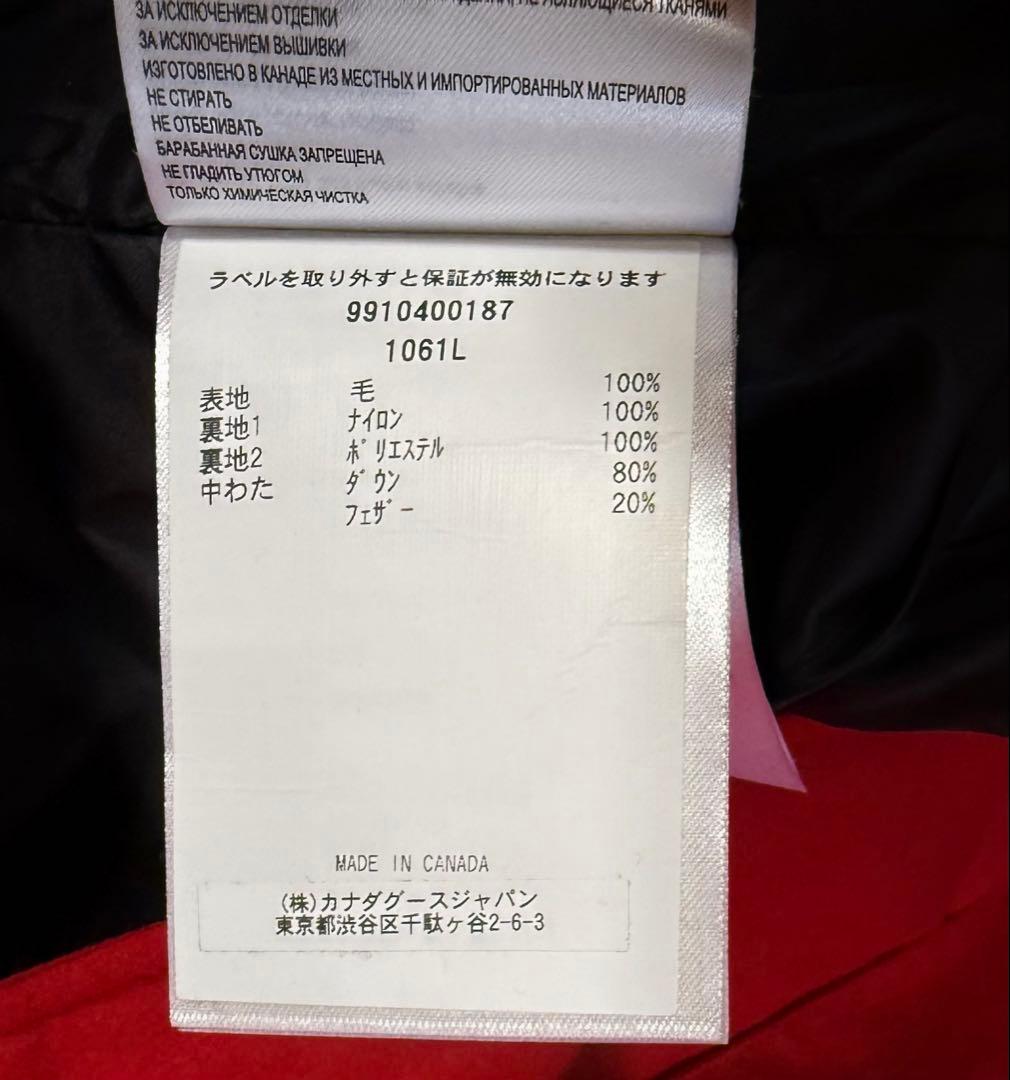 НЕ ЯВЛЯЮЩИЕСЯ ТКАНЯМИ
ЗА ИСКЛЮЧЕНИЕМ ОТДЕЛКИ
ЗА ИСКЛЮЧЕНИЕМ ВЫШИВКИ
ИЗГОТОВЛЕНО В КАНАДЕ ИЗ МЕСТНЫХ И ИМПОРТИРОВАННЫХ МАТЕРИАЛОВ
НЕ СТИРАТЬ
НЕ ОТБЕЛИВАТЬ
БАРАБАННАЯ СУШКА ЗАПРЕЩЕНА
НЕ ГЛАДИТЬ УТЮГОМ
ТОЛЬКО ХИМИЧЕСКАЯ ЧИСТКА
ラベルを取り外すと保証が無効になります
9910400187
1061L
表地 毛 100%
裏地1 ナイロン 100%
裏地2 ポリエステル 100%
中わた ダウン 80%
フェザー 20%
MADE IN CANADA
(株)カナダグースジャパン
東京都渋谷区千駄ヶ谷2-6-3